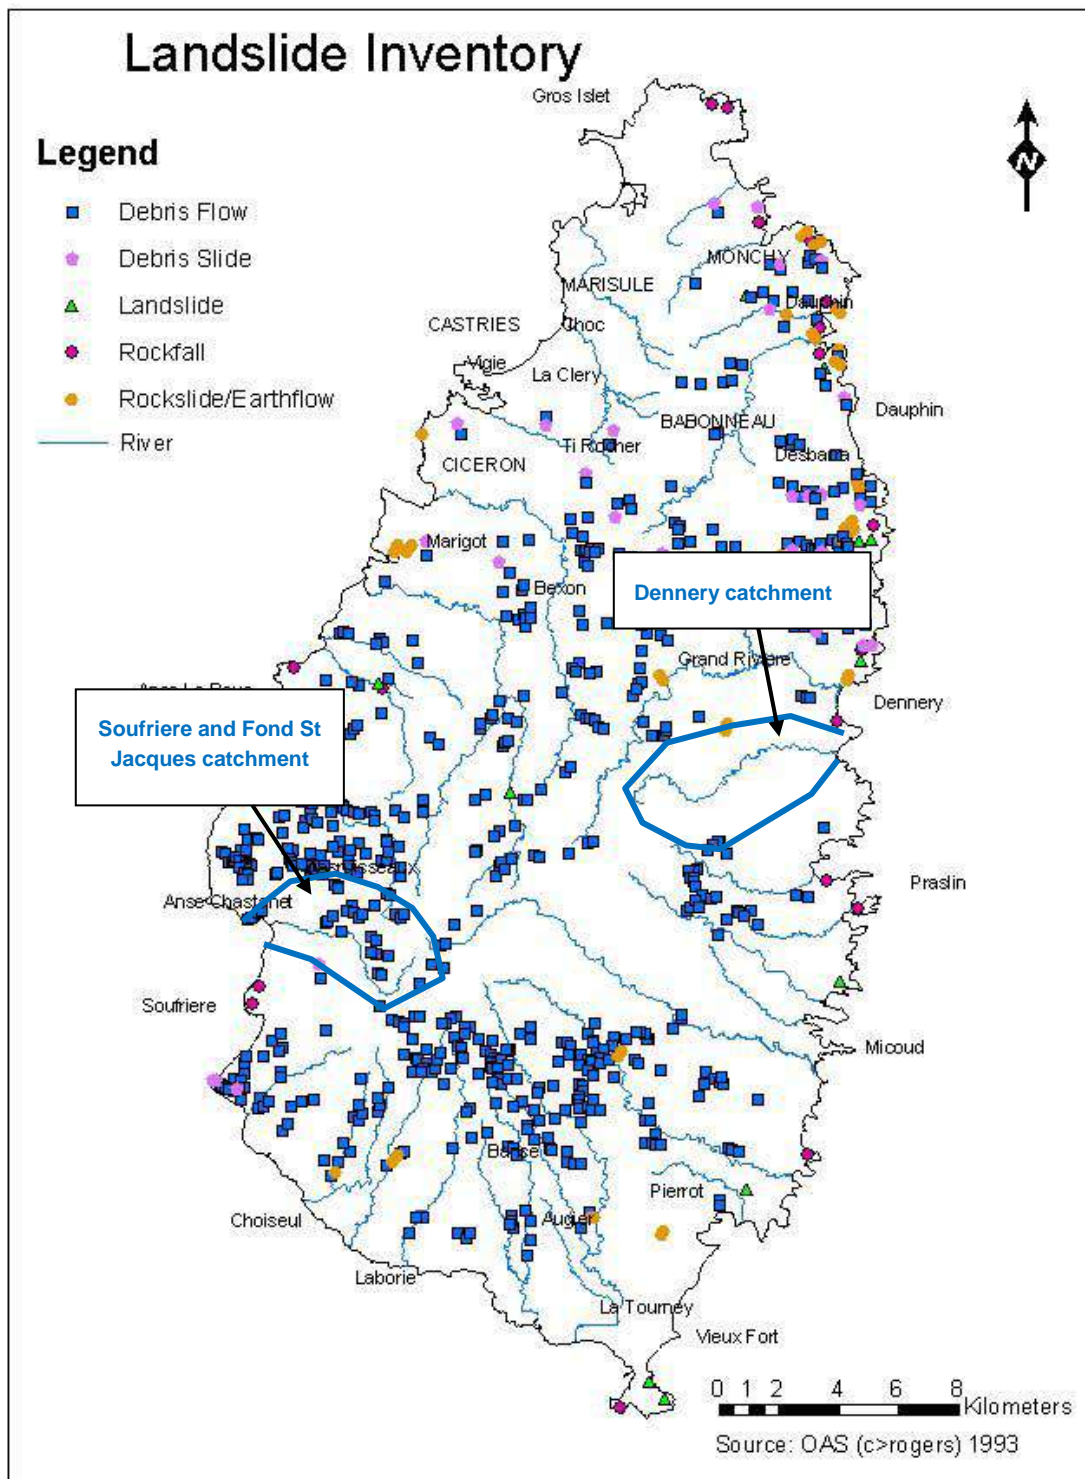 Landslide Inventory
Gros Islet
N
Legend
Debris Flow
Debris Slide
Landslide
Rockfall
Rockslide/Earthflow
River
MONCHY
MARISULE
Dauphin
CASTRIES
Choc
Vigie
La Clery
Dauphin
BABONNEAU
Ti Rocher
Desbarra
CICERON
Marigot
Bexon
Dennery catchment
Grand Riviere
Dennery
Soufriere and Fond St
Jacques catchment
Praslin
Anse Chastanet
Soufriere
Micoud
Banse
Pierrot
Choiseul
Augier
Laborie
La Tourney
Vieux Fort
0 1 2 4 6 8
Kilometers
Source: OAS (c>rogers) 1993